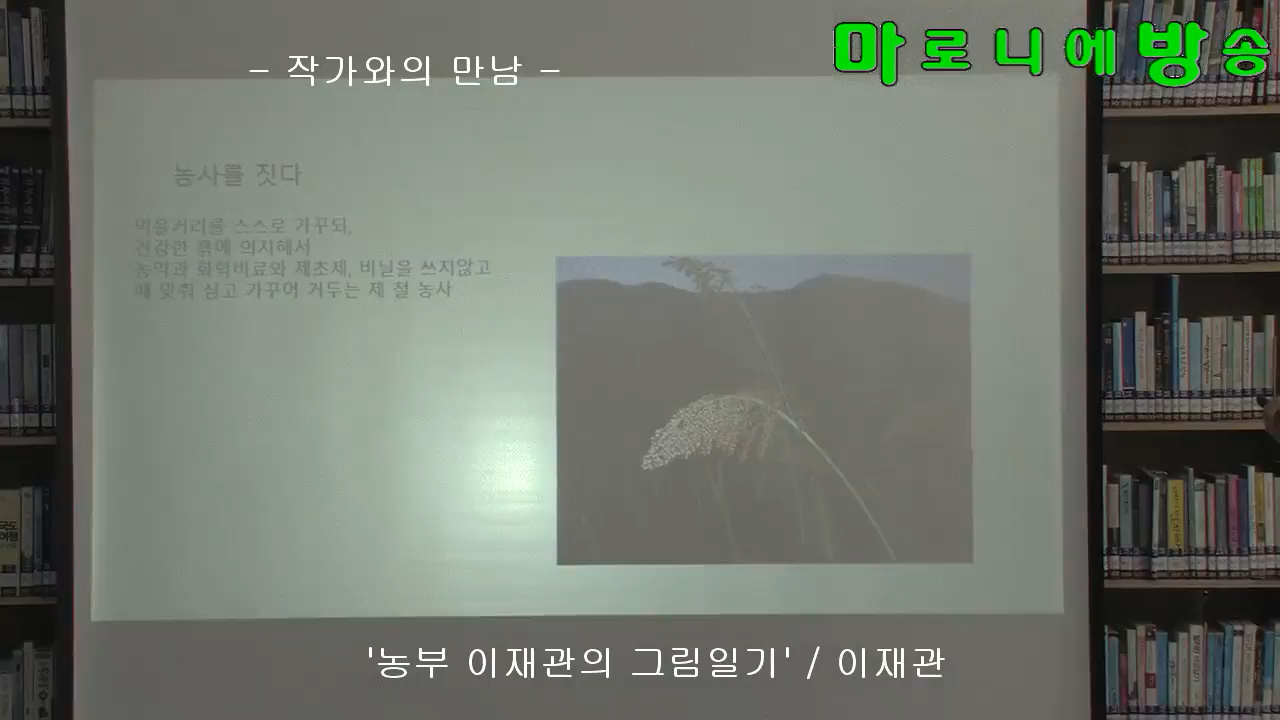 - 작가와의 만남 -
마로니에방송
농사를 짓다
먹을거리를 스스로 가꾸되,
건강한 흙에 의지해서
농약과 화학비료와 제초제, 비닐을 쓰지않고
때 맞춰 심고 가꾸어 거두는 제 철 농사
'농부 이재관의 그림일기' / 이재관